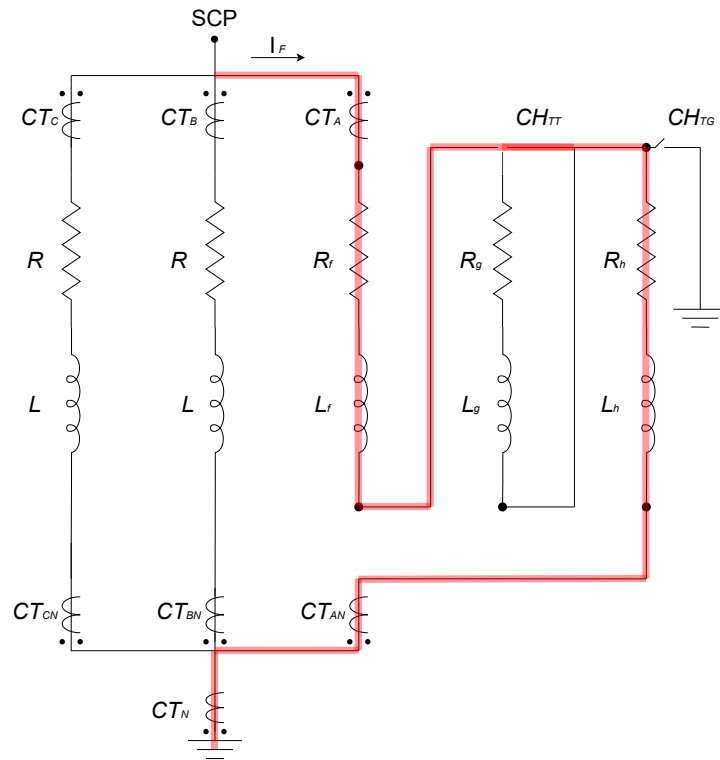 SCP
I_F
CT_C CT_B CT_A CH_TT CH_TG
R R R_f R_g R_h
L L L_f L_g L_h
CT_CN CT_BN CT_AN
CT_N